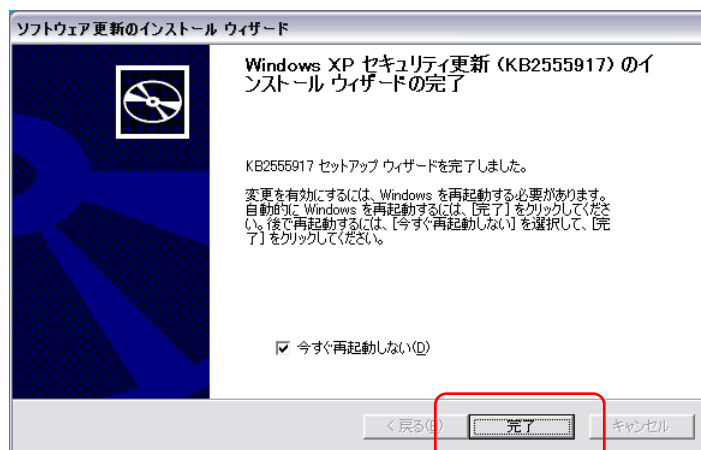 ソフトウェア更新のインストール ウィザード
Windows XP セキュリティ更新 (KB2555917) のイ
ンストール ウィザードの完了
KB2555917 セットアップ ウィザードを完了しました。
変更を有効にするには、Windows を再起動する必要があります。
自動的に Windows を再起動するには、[完了] をクリックしてくださ
い。後で再起動するには、[今すぐ再起動しない] を選択して、[完
了] をクリックしてください。
今すぐ再起動しない(D)
< 戻る(B) 完了 キャンセル